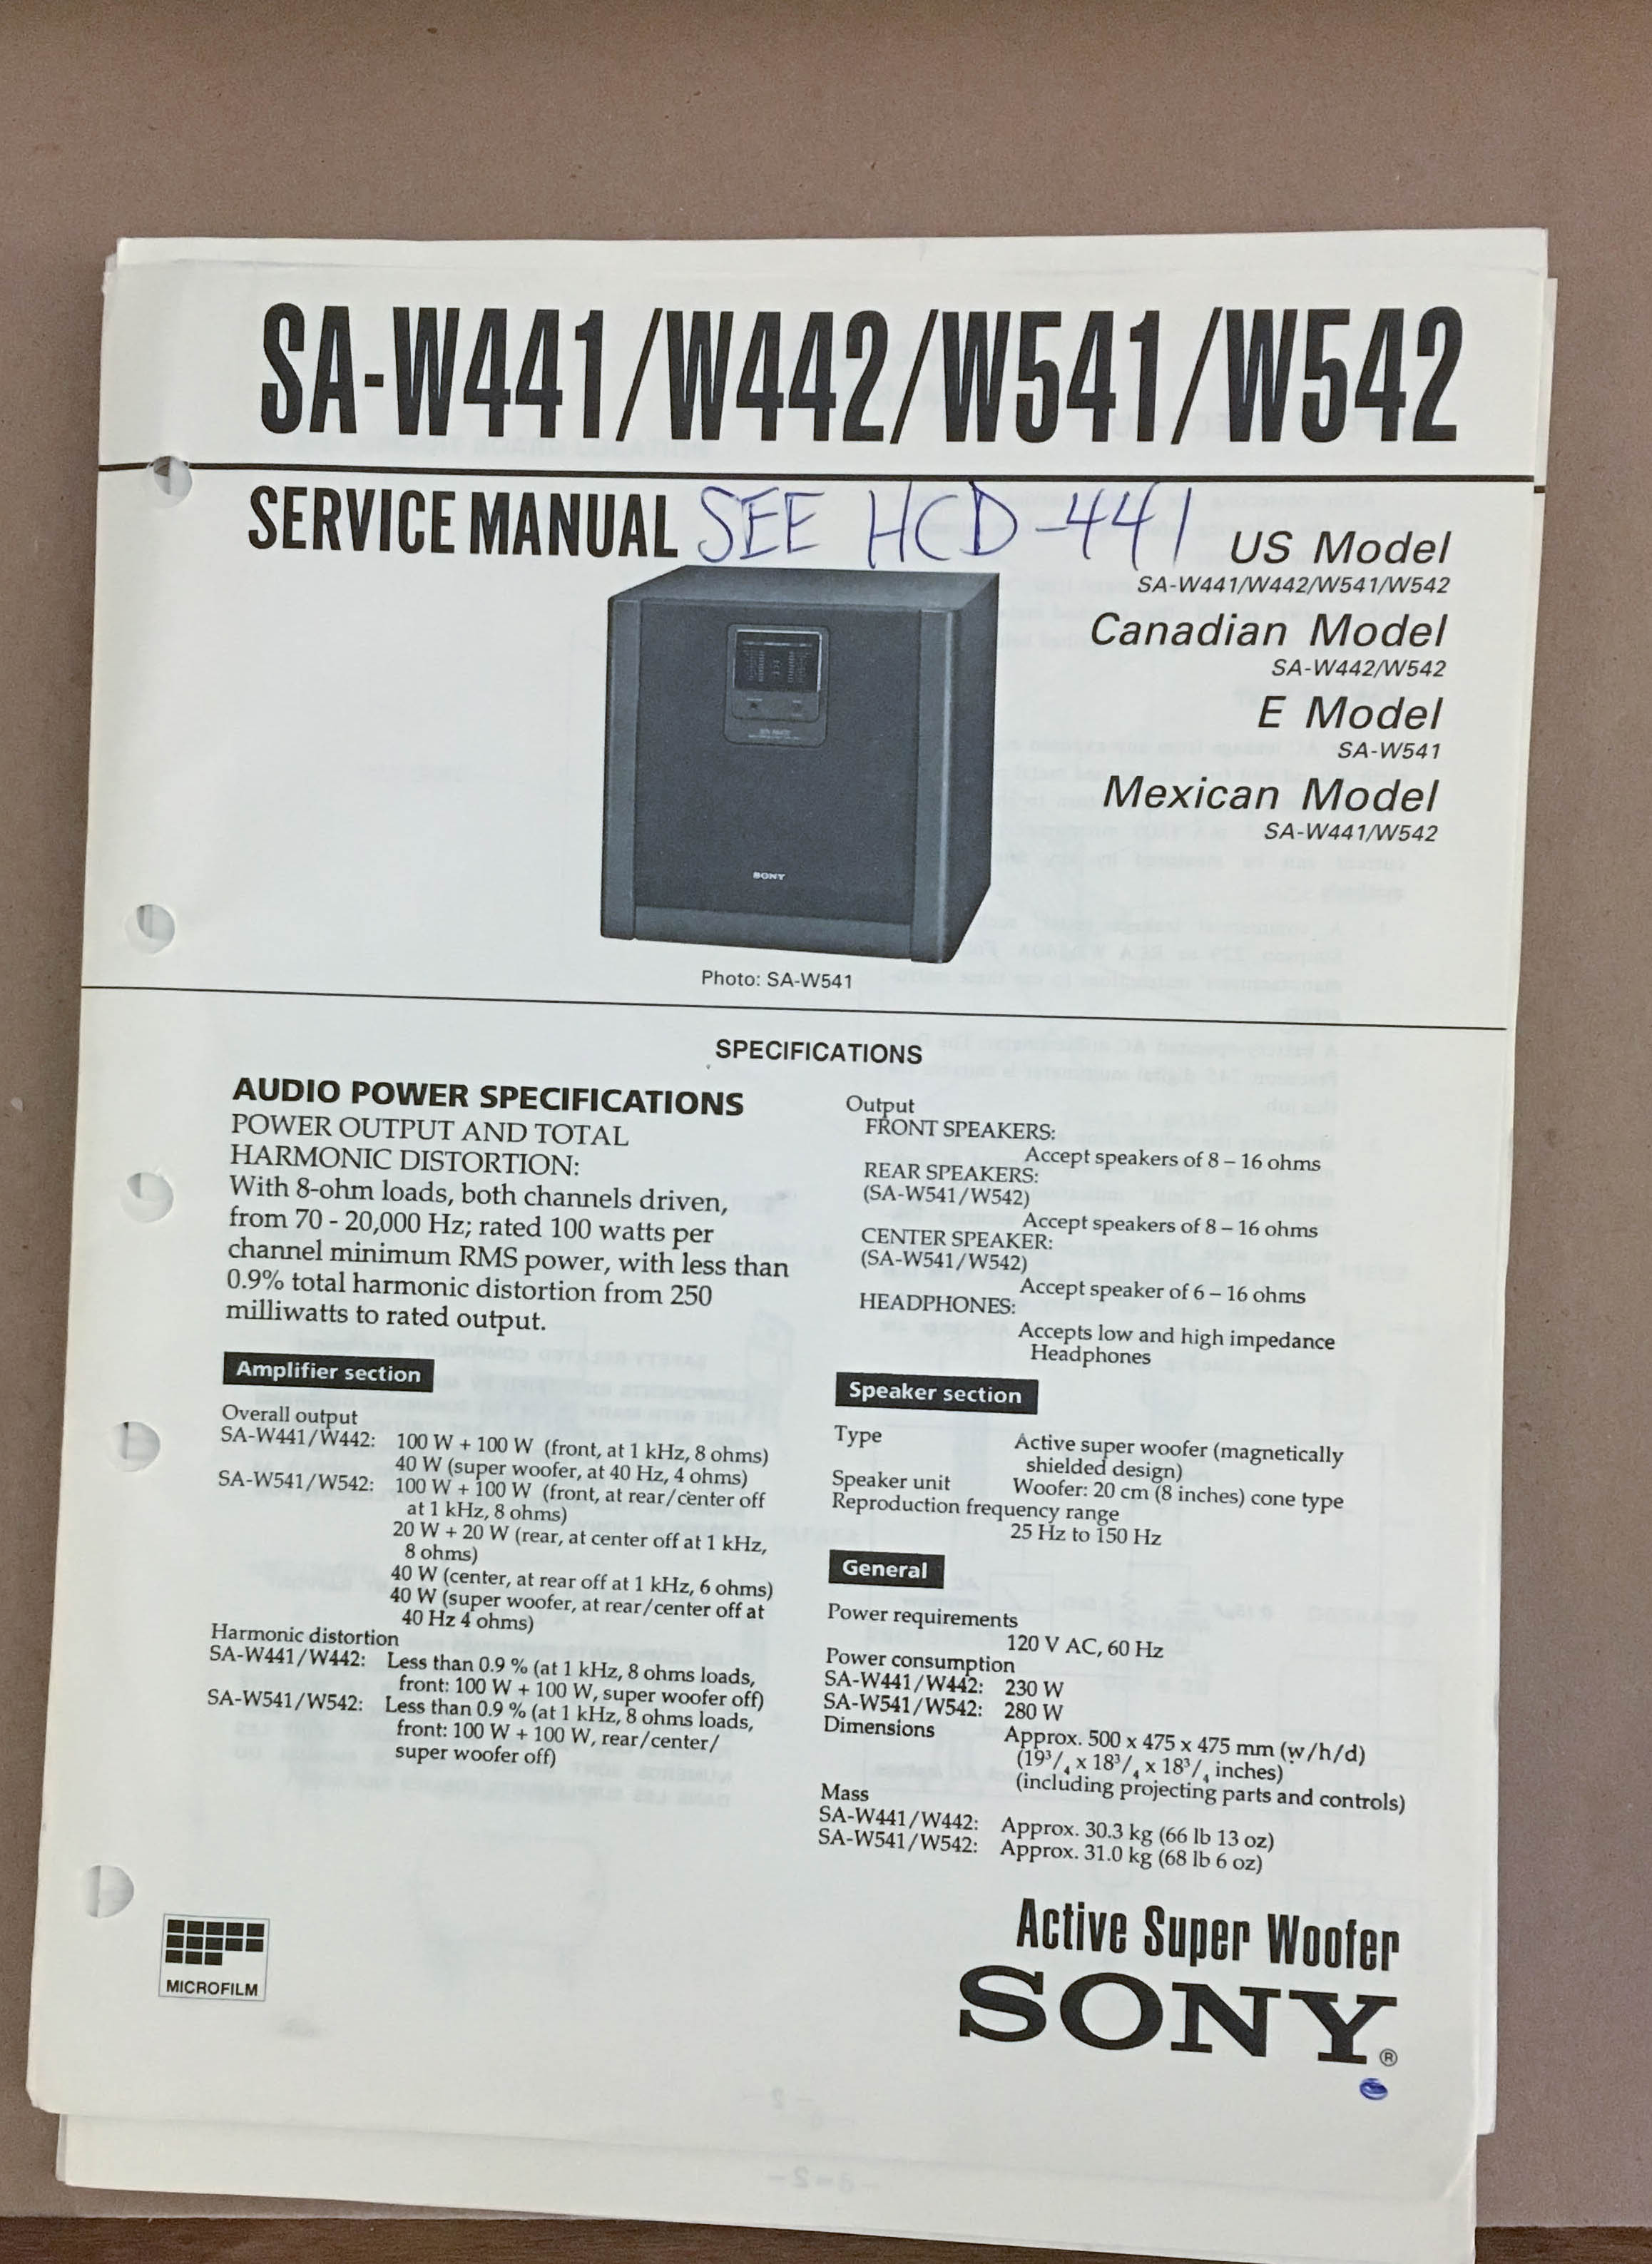 SA-W441/W442/W541/W542
SERVICE MANUAL SEE HCD-441
US Model
SA-W441/W442/W541/W542
Canadian Model
SA-W442/W542
E Model
SA-W541
Mexican Model
SA-W441/W542
SONY
Photo: SA-W541
SPECIFICATIONS
AUDIO POWER SPECIFICATIONS
POWER OUTPUT AND TOTAL
HARMONIC DISTORTION:
With 8-ohm loads, both channels driven,
from 70 - 20,000 Hz; rated 100 watts per
channel minimum RMS power, with less than
0.9% total harmonic distortion from 250
milliwatts to rated output.
Amplifier section
Overall output
SA-W441/W442: 100 W + 100 W (front, at 1 kHz, 8 ohms)
40 W (super woofer, at 40 Hz, 4 ohms)
SA-W541/W542: 100 W + 100 W (front, at rear/center off
at 1 kHz, 8 ohms)
20 W + 20 W (rear, at center off at 1 kHz,
8 ohms)
40 W (center, at rear off at 1 kHz, 6 ohms)
40 W (super woofer, at rear/center off at
40 Hz 4 ohms)
Harmonic distortion
SA-W441/W442: Less than 0.9 % (at 1 kHz, 8 ohms loads,
front: 100 W + 100 W, super woofer off)
SA-W541/W542: Less than 0.9 % (at 1 kHz, 8 ohms loads,
front: 100 W + 100 W, rear/center/
super woofer off)
Output
FRONT SPEAKERS:
Accept speakers of 8 – 16 ohms
REAR SPEAKERS:
(SA-W541/W542)
Accept speakers of 8 – 16 ohms
CENTER SPEAKER:
(SA-W541/W542)
Accept speaker of 6 – 16 ohms
HEADPHONES:
Accepts low and high impedance
Headphones
Speaker section
Type Active super woofer (magnetically
shielded design)
Speaker unit Woofer: 20 cm (8 inches) cone type
Reproduction frequency range
25 Hz to 150 Hz
General
Power requirements
120 V AC, 60 Hz
Power consumption
SA-W441/W442: 230 W
SA-W541/W542: 280 W
Dimensions Approx. 500 x 475 x 475 mm (w/h/d)
(19³/₄ x 18³/₄ x 18³/₄ inches)
(including projecting parts and controls)
Mass
SA-W441/W442: Approx. 30.3 kg (66 lb 13 oz)
SA-W541/W542: Approx. 31.0 kg (68 lb 6 oz)
MICROFILM
Active Super Woofer
SONY®